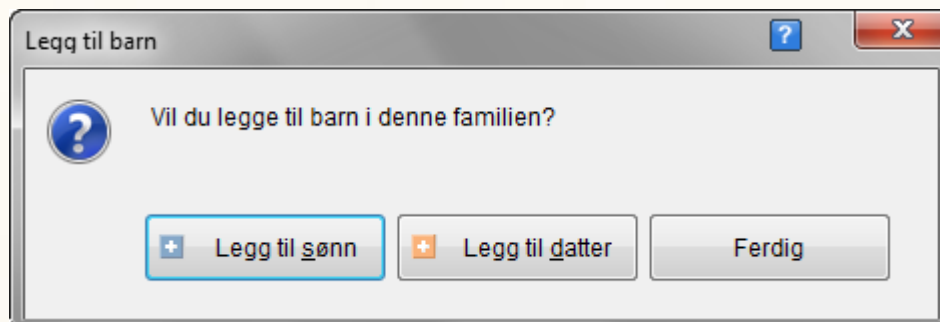 Legg til barn
Vil du legge til barn i denne familien?
Legg til sønn
Legg til datter
Ferdig